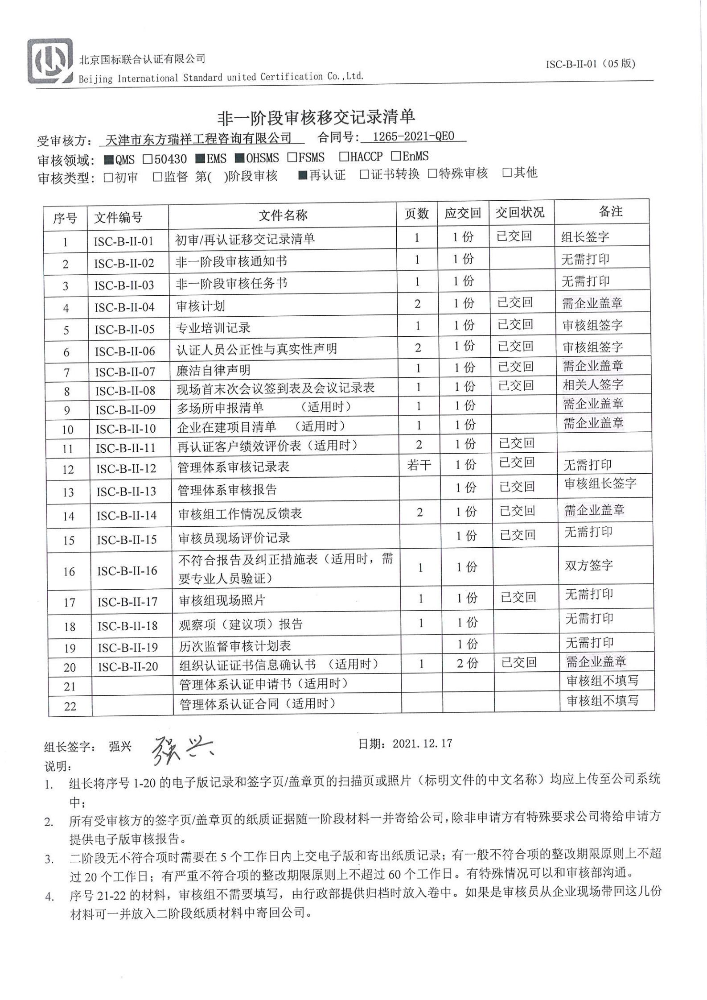 北京国标联合认证有限公司
Beijing International Standard united Certification Co.,Ltd.
ISC-B-II-01（05 版)
非一阶段审核移交记录清单
受审核方： 天津市东方瑞祥工程咨询有限公司 合同号： 1265-2021-QEO
审核领域：■QMS □50430 ■EMS ■OHSMS □FSMS □HACCP □EnMS
审核类型：□初审 □监督 第( )阶段审核 ■再认证 □证书转换 □特殊审核 □其他
序号 文件编号 文件名称 页数 应交回 交回状况 备注
1 ISC-B-II-01 初审/再认证移交记录清单 1 1 份 已交回 组长签字
2 ISC-B-II-02 非一阶段审核通知书 1 1 份 无需打印
3 ISC-B-II-03 非一阶段审核任务书 1 1 份 无需打印
4 ISC-B-II-04 审核计划 2 1 份 已交回 需企业盖章
5 ISC-B-II-05 专业培训记录 1 1 份 已交回 审核组签字
6 ISC-B-II-06 认证人员公正性与真实性声明 2 1 份 已交回 审核组签字
7 ISC-B-II-07 廉洁自律声明 1 1 份 已交回 需企业盖章
8 ISC-B-II-08 现场首末次会议签到表及会议记录表 1 1 份 已交回 相关人签字
9 ISC-B-II-09 多场所申报清单 （适用时） 1 1 份 需企业盖章
10 ISC-B-II-10 企业在建项目清单 （适用时） 1 1 份 需企业盖章
11 ISC-B-II-11 再认证客户绩效评价表（适用时） 2 1 份 已交回
12 ISC-B-II-12 管理体系审核记录表 若干 1 份 已交回 无需打印
13 ISC-B-II-13 管理体系审核报告 1 份 已交回 审核组长签字
14 ISC-B-II-14 审核组工作情况反馈表 2 1 份 已交回 需企业盖章
15 ISC-B-II-15 审核员现场评价记录 1 份 已交回 无需打印
16 ISC-B-II-16 不符合报告及纠正措施表（适用时，需
要专业人员验证） 1 1 份 双方签字
17 ISC-B-II-17 审核组现场照片 1 1 份 已交回 无需打印
18 ISC-B-II-18 观察项（建议项）报告 1 1 份 无需打印
19 ISC-B-II-19 历次监督审核计划表 1 份 无需打印
20 ISC-B-II-20 组织认证证书信息确认书 （适用时） 1 2 份 已交回 需企业盖章
21 管理体系认证申请书（适用时） 审核组不填写
22 管理体系认证合同（适用时） 审核组不填写
组长签字： 强兴 强兴 日期：2021.12.17
说明：
1. 组长将序号 1-20 的电子版记录和签字页/盖章页的扫描页或照片（标明文件的中文名称）均应上传至公司系统
中；
2. 所有受审核方的签字页/盖章页的纸质证据随一阶段材料一并寄给公司,除非申请方有特殊要求公司将给申请方
提供电子版审核报告。
3. 二阶段无不符合项时需要在 5 个工作日内上交电子版和寄出纸质记录；有一般不符合项的整改期限原则上不超
过 20 个工作日；有严重不符合项的整改期限原则上不超过 60 个工作日。有特殊情况可以和审核部沟通。
4. 序号 21-22 的材料，审核组不需要填写，由行政部提供归档时放入卷中。如果是审核员从企业现场带回这几份
材料可一并放入二阶段纸质材料中寄回公司。